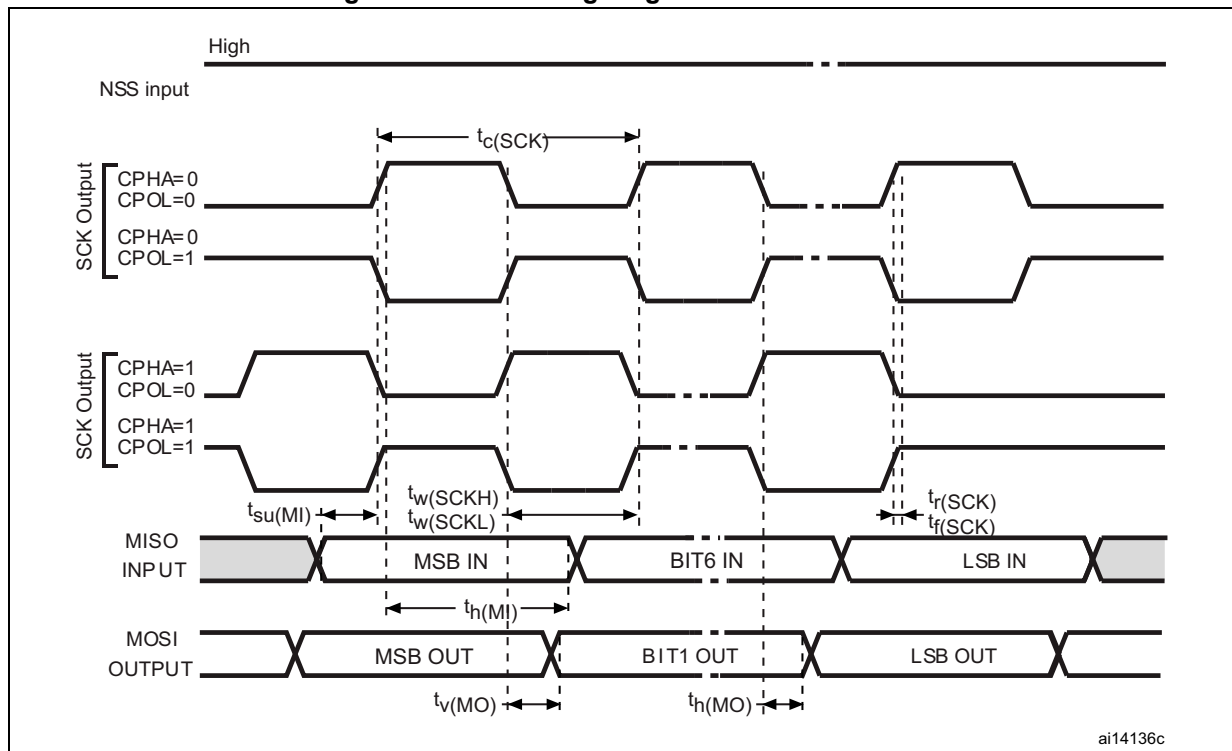 High
NSS input
tc(SCK)
SCK Output
CPHA=0
CPOL=0
CPHA=0
CPOL=1
SCK Output
CPHA=1
CPOL=0
CPHA=1
CPOL=1
tsu(MI)
tw(SCKH)
tw(SCKL)
tr(SCK)
tf(SCK)
MISO
INPUT
MSB IN
BIT6 IN
LSB IN
th(MI)
MOSI
OUTPUT
MSB OUT
BIT1 OUT
LSB OUT
tv(MO)
th(MO)
ai14136c